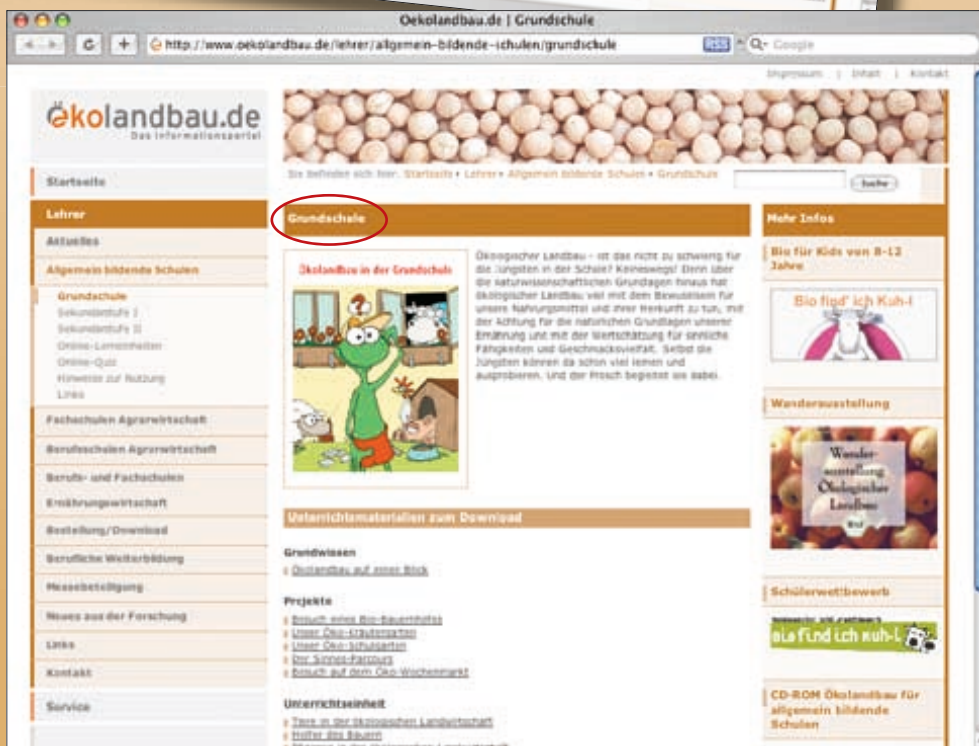 Oekolandbau.de | Grundschule
http://www.oekolandbau.de/lehrer/allgemein-bildende-schulen/grundschule
RSS
Google
Impressum | Inhalt | Kontakt
ökolandbau.de
Das Informationsportal
Sie befinden sich hier: Startseite › Lehrer › Allgemein bildende Schulen › Grundschule
Suche
Startseite
Lehrer
Aktuelles
Allgemein bildende Schulen
Grundschule
Sekundarstufe I
Sekundarstufe II
Online-Lerneinheiten
Online-Quiz
Hinweise zur Nutzung
Links
Fachschulen Agrarwirtschaft
Berufsschulen Agrarwirtschaft
Berufs- und Fachschulen
Ernährungswirtschaft
Bestellung/Download
Berufliche Weiterbildung
Messebeteiligung
Neues aus der Forschung
Links
Kontakt
Service
Grundschule
Ökolandbau in der Grundschule
Ökologischer Landbau – ist das nicht zu schwierig für
die Jüngsten in der Schule? Keineswegs! Denn über
die naturwissenschaftlichen Grundlagen hinaus hat
ökologischer Landbau viel mit dem Bewusstsein für
unsere Nahrungsmittel und ihrer Herkunft zu tun, mit
der Achtung für die natürlichen Grundlagen unserer
Ernährung und mit der Wertschätzung für sinnliche
Fähigkeiten und Geschmacksvielfalt. Selbst die
Jüngsten können da schon viel lernen und
ausprobieren. Und der Frosch begleitet sie dabei.
Unterrichtsmaterialien zum Download
Grundwissen
Ökolandbau auf einen Blick
Projekte
Besuch eines Bio-Bauernhofes
Unser Öko-Kräutergarten
Unser Öko-Schulgarten
Der Sinnes-Parcours
Besuch auf dem Öko-Wochenmarkt
Unterrichtseinheit
Tiere in der ökologischen Landwirtschaft
Helfer des Bauern
Mehr Infos
Bio für Kids von 8-12
Jahre
Bio find' ich Kuh-l
Wanderausstellung
Wander-
ausstellung
Ökologischer
Landbau
Schülerwettbewerb
Bio find ich Kuh-l
CD-ROM Ökolandbau für
allgemein bildende
Schulen